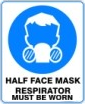 HALF FACE MASK
RESPIRATOR
MUST BE WORN